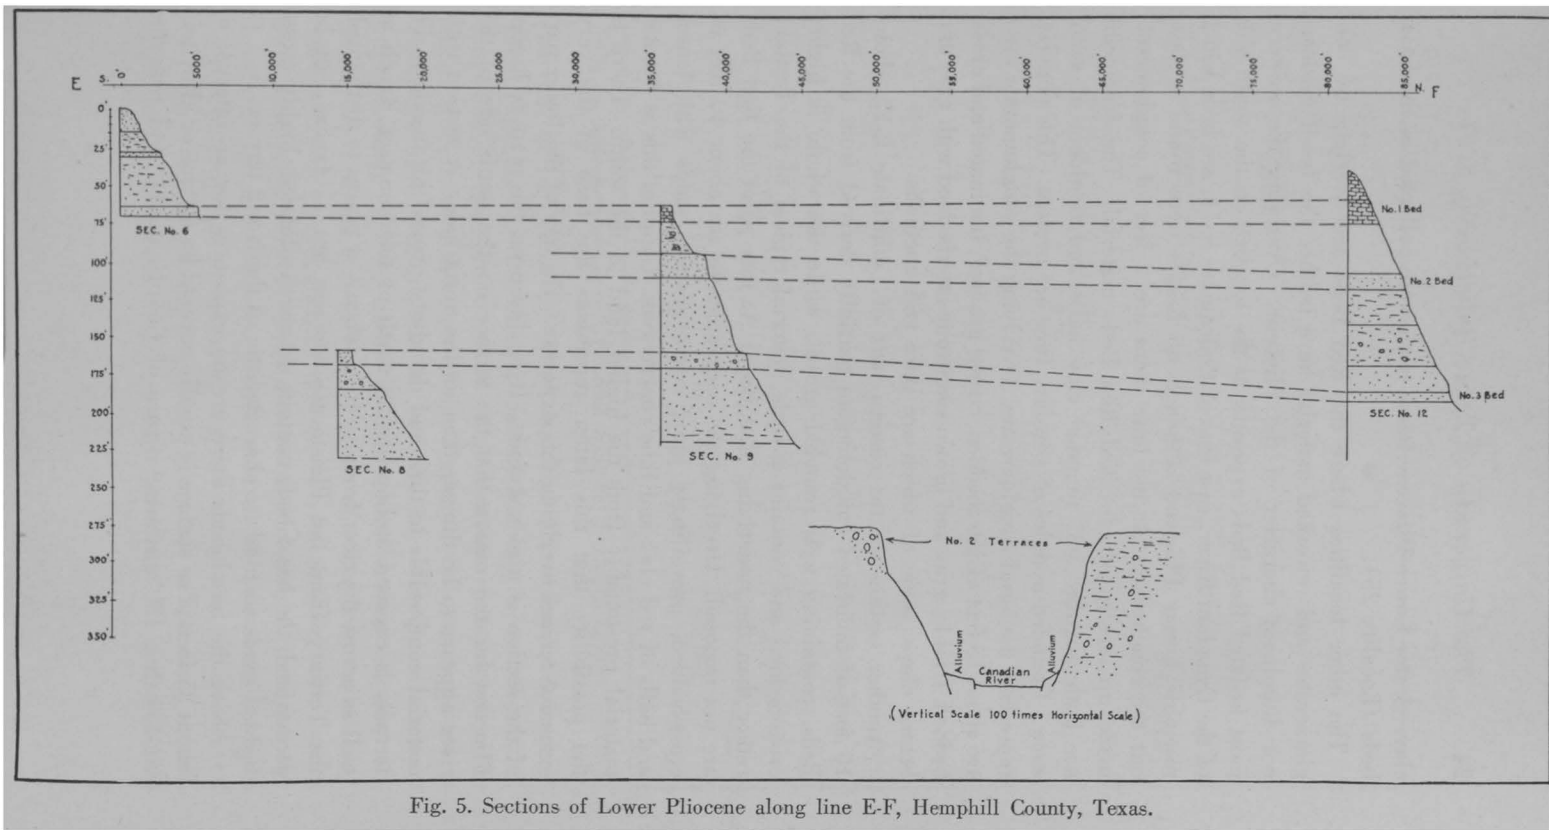 E S. 0' 5000' 10,000' 15,000' 20,000' 25,000 30,000 35,000' 40,000' 45,000 50,000' 55,000' 60,000' 65,000' 70,000' 75,000' 80,000' 85,000' N. F
0'
25'
50'
75'
100'
125'
150'
175'
200'
225'
250'
275'
300'
325'
350'
SEC. No. 6
SEC. No. 8
SEC. No. 9
No. 1 Bed
No. 2 Bed
No. 3 Bed
SEC. No. 12
No. 2 Terraces
Alluvium
Canadian
River
Alluvium
(Vertical Scale 100 times Horizontal Scale)
Fig. 5. Sections of Lower Pliocene along line E-F, Hemphill County, Texas.